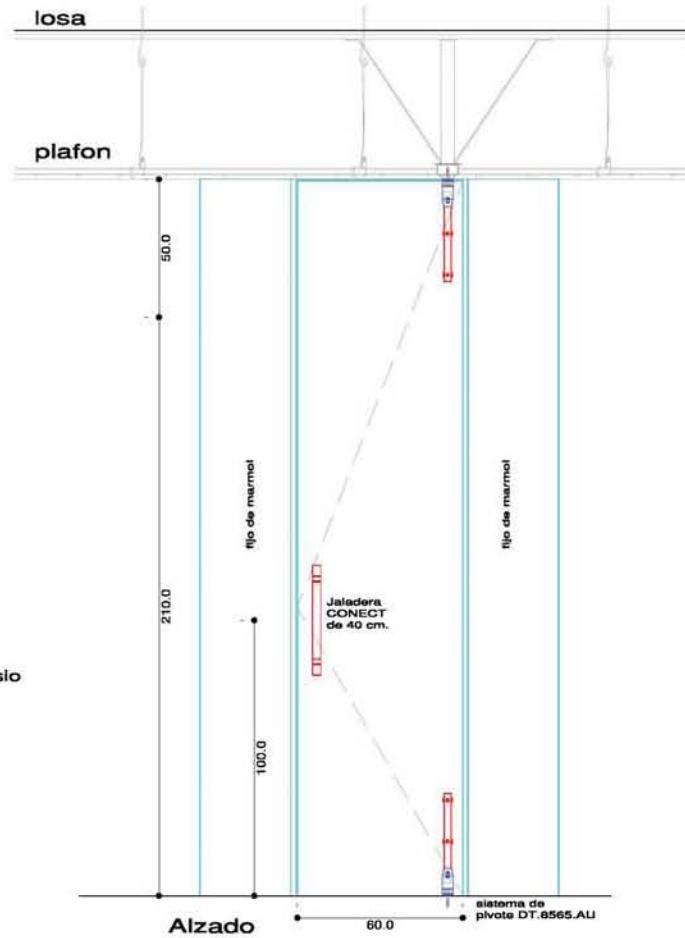 losa
plafon
50.0
fijo de marmol
fijo de marmol
210.0
Jaladera
CONECT
de 40 cm.
100.0
sistema de
pivote DT.8565.AU
Alzado
60.0